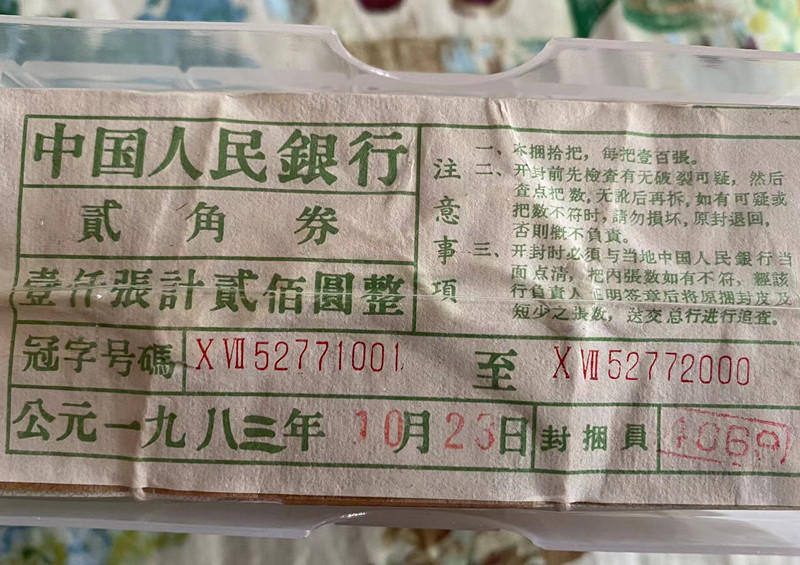 中国人民銀行
貳角券
壹仟張計貳佰圓整
冠字号碼 XⅦ52771001 至 XⅦ52772000
公元一九八三年10月23日 封捆員
注意事項
一、本捆拾把，每把壹百張。
二、开封前先檢查有无破裂可疑，然后
查点把数，无訛后再拆，如有可疑或
把数不符时，請勿損坏，原封退回，
否則概不負責。
三、开封时必須与当地中国人民銀行当
面点清，把内張数如有不符，經該
行負責人証明签章后将原捆封皮及
短少之張数，送交总行进行追查。